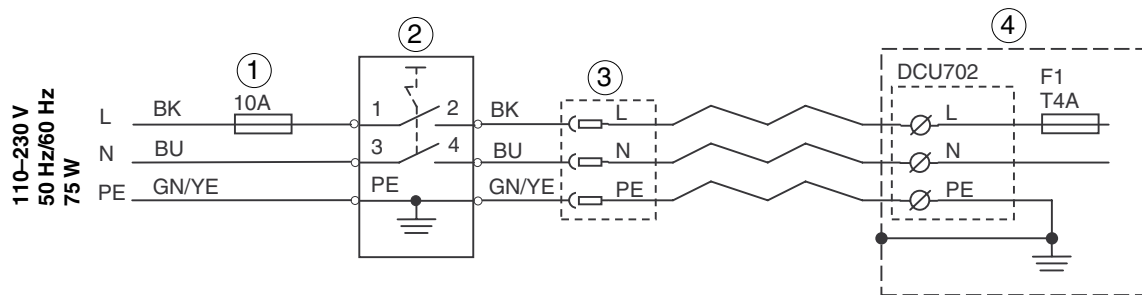 110–230 V
50 Hz/60 Hz
75 W
1
10A
2
3
4
DCU702
F1
T4A
L BK 1 2 BK L L
N BU 3 4 BU N N
PE GN/YE PE GN/YE PE PE